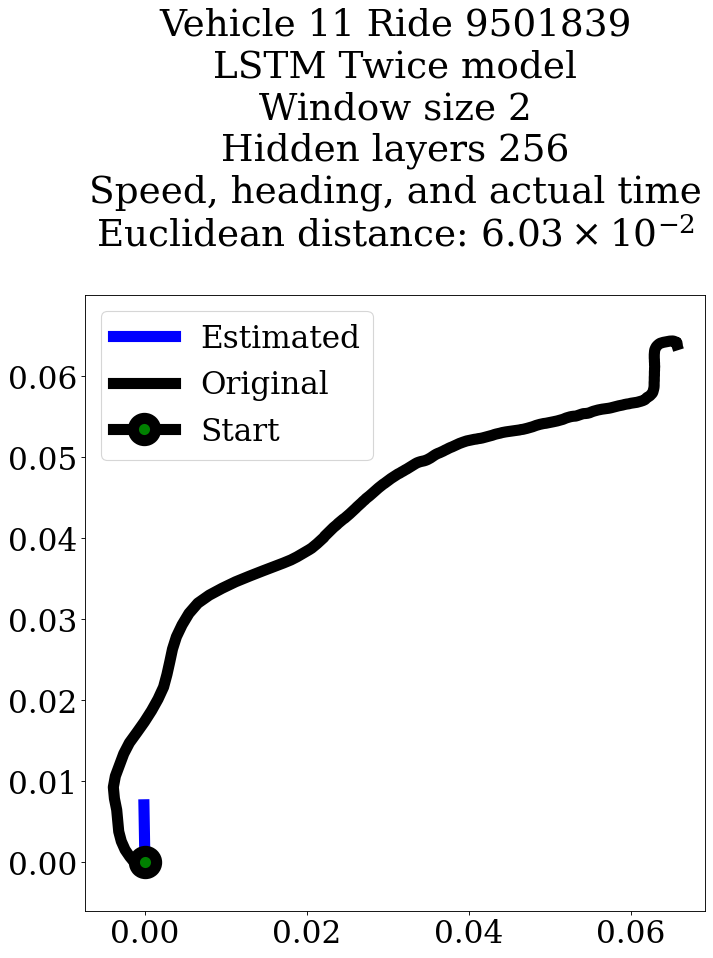 Vehicle 11 Ride 9501839
LSTM Twice model
Window size 2
Hidden layers 256
Speed, heading, and actual time
Euclidean distance: 6.03 × 10⁻²
Estimated
Original
Start
0.06
0.05
0.04
0.03
0.02
0.01
0.00
0.00 0.02 0.04 0.06